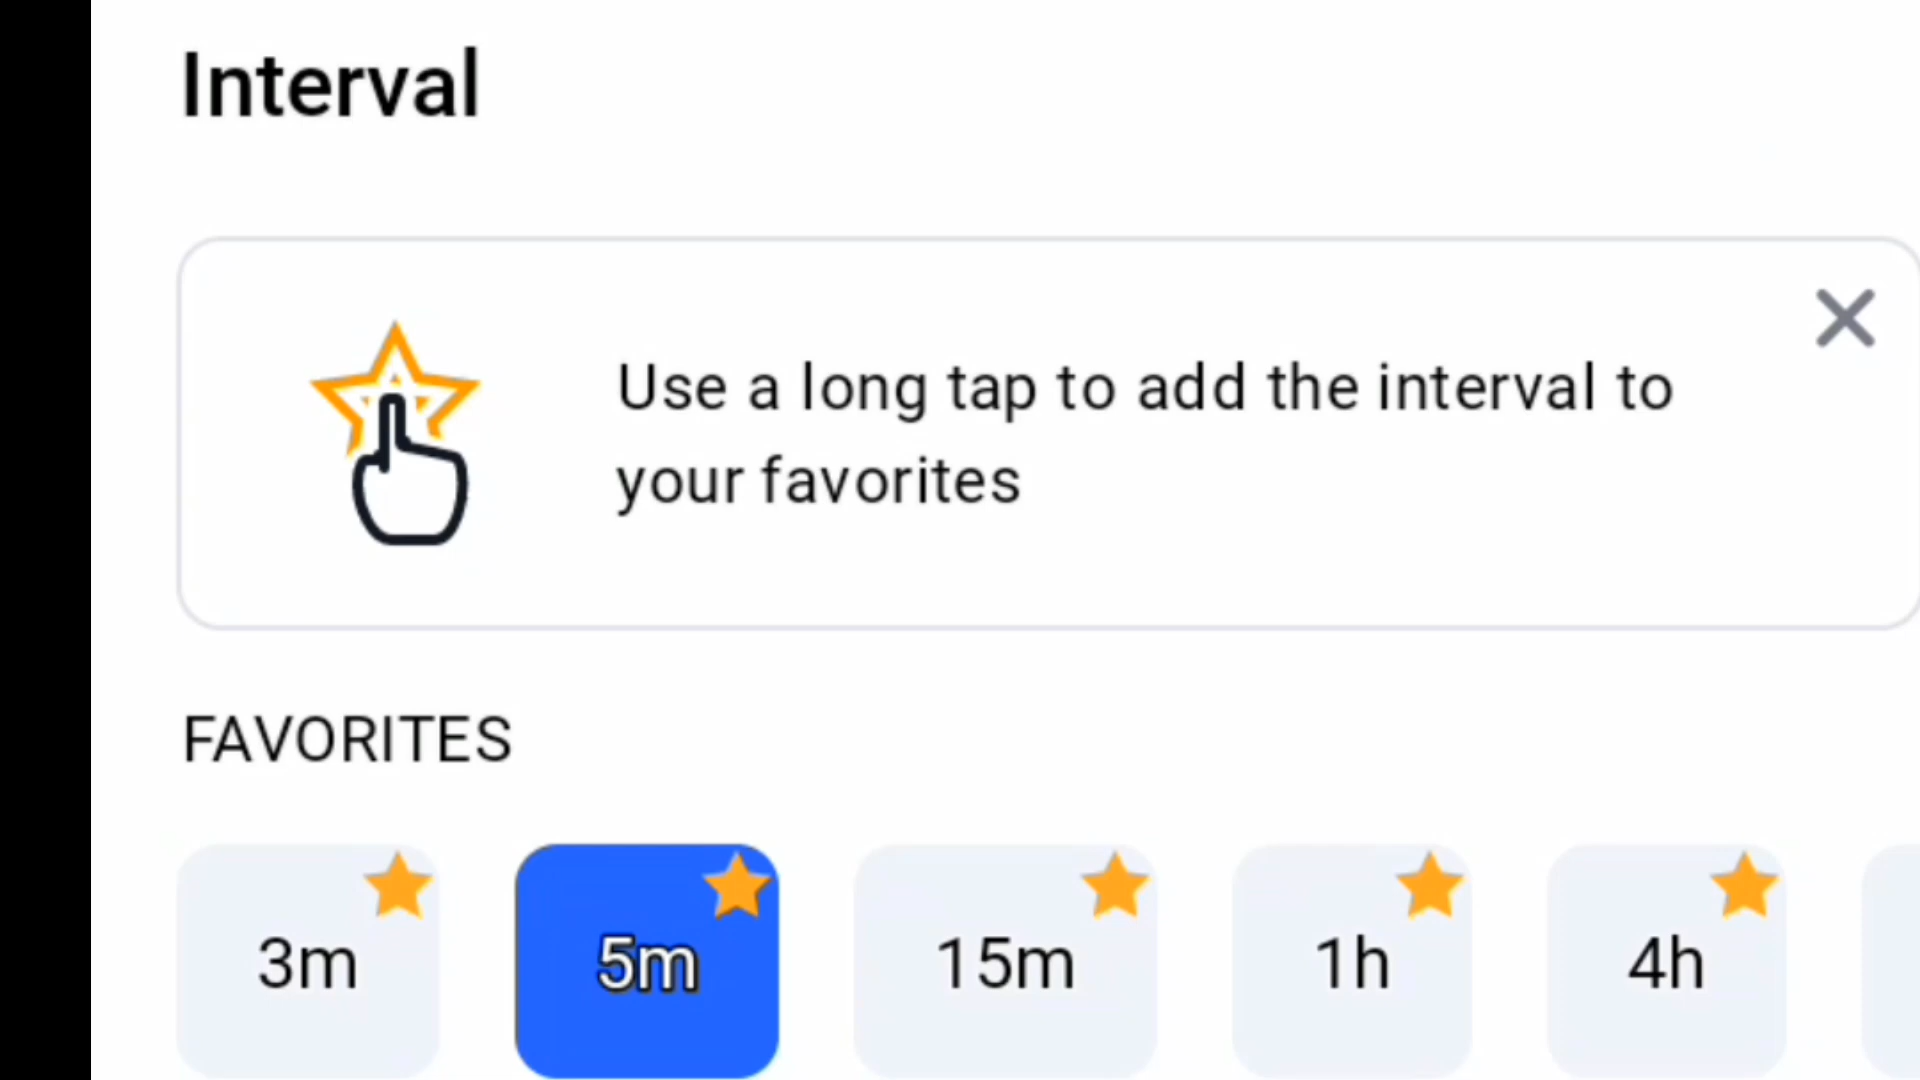 Interval
Use a long tap to add the interval to
your favorites
FAVORITES
3m 5m 15m 1h 4h